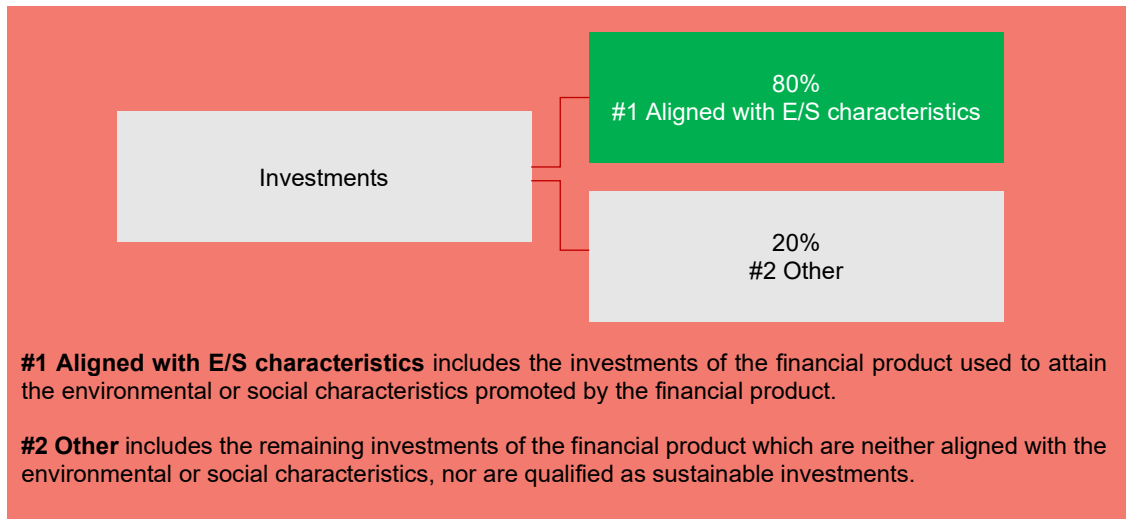 80%
#1 Aligned with E/S characteristics
Investments
20%
#2 Other
#1 Aligned with E/S characteristics includes the investments of the financial product used to attain
the environmental or social characteristics promoted by the financial product.
#2 Other includes the remaining investments of the financial product which are neither aligned with the
environmental or social characteristics, nor are qualified as sustainable investments.